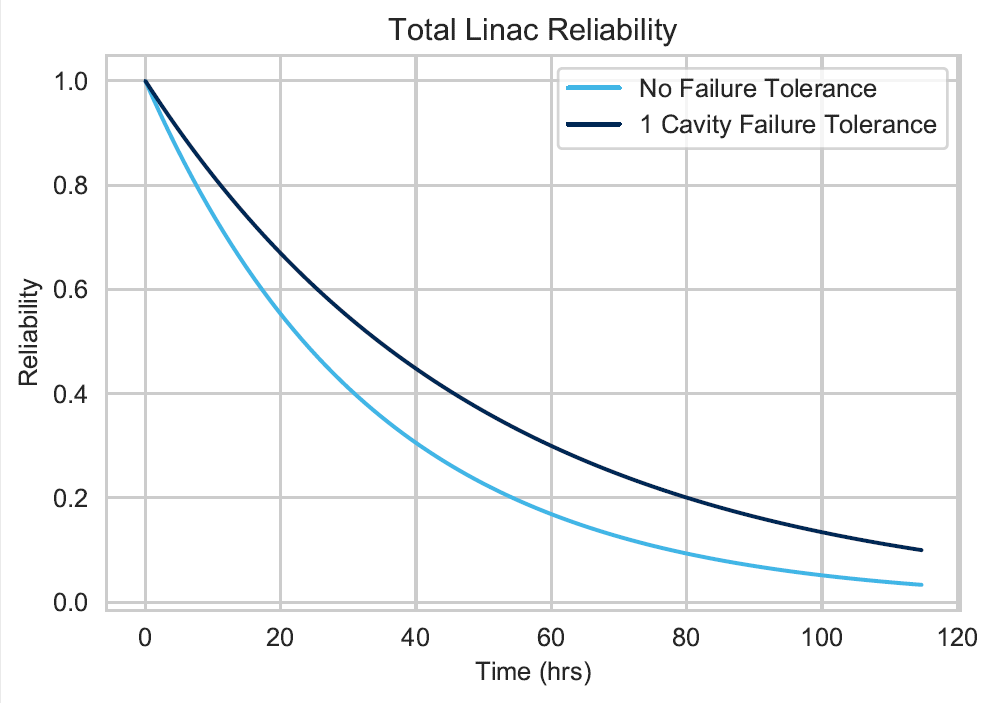 Total Linac Reliability
No Failure Tolerance
1 Cavity Failure Tolerance
Reliability
1.0
0.8
0.6
0.4
0.2
0.0
0 20 40 60 80 100 120
Time (hrs)